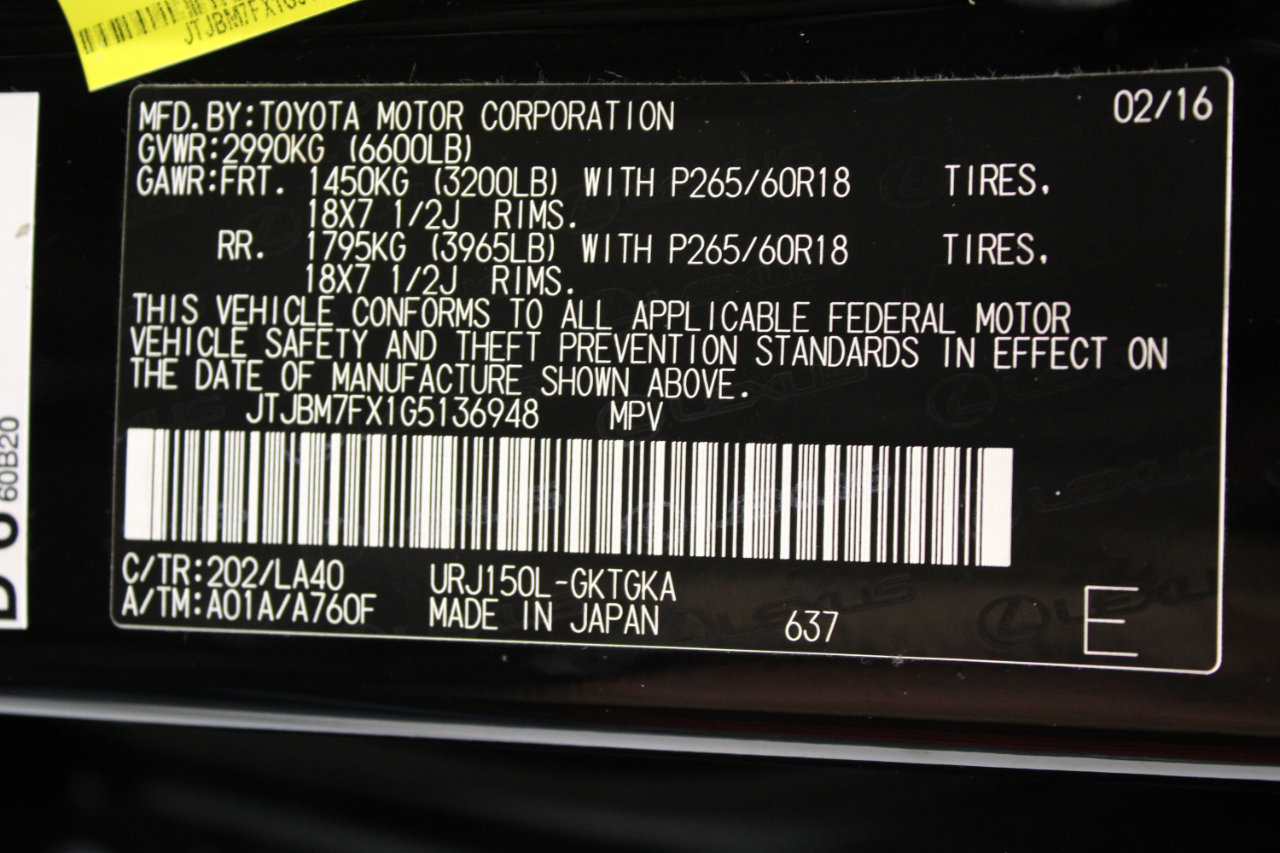 JTJBM7FX1G5
MFD.BY:TOYOTA MOTOR CORPORATION 02/16
GVWR:2990KG (6600LB)
GAWR:FRT. 1450KG (3200LB) WITH P265/60R18 TIRES,
18X7 1/2J RIMS.
RR. 1795KG (3965LB) WITH P265/60R18 TIRES,
18X7 1/2J RIMS.
THIS VEHICLE CONFORMS TO ALL APPLICABLE FEDERAL MOTOR
VEHICLE SAFETY AND THEFT PREVENTION STANDARDS IN EFFECT ON
THE DATE OF MANUFACTURE SHOWN ABOVE.
JTJBM7FX1G5136948 MPV
C/TR:202/LA40 URJ150L-GKTGKA
A/TM:A01A/A760F MADE IN JAPAN 637 E
60B20
LEXUS